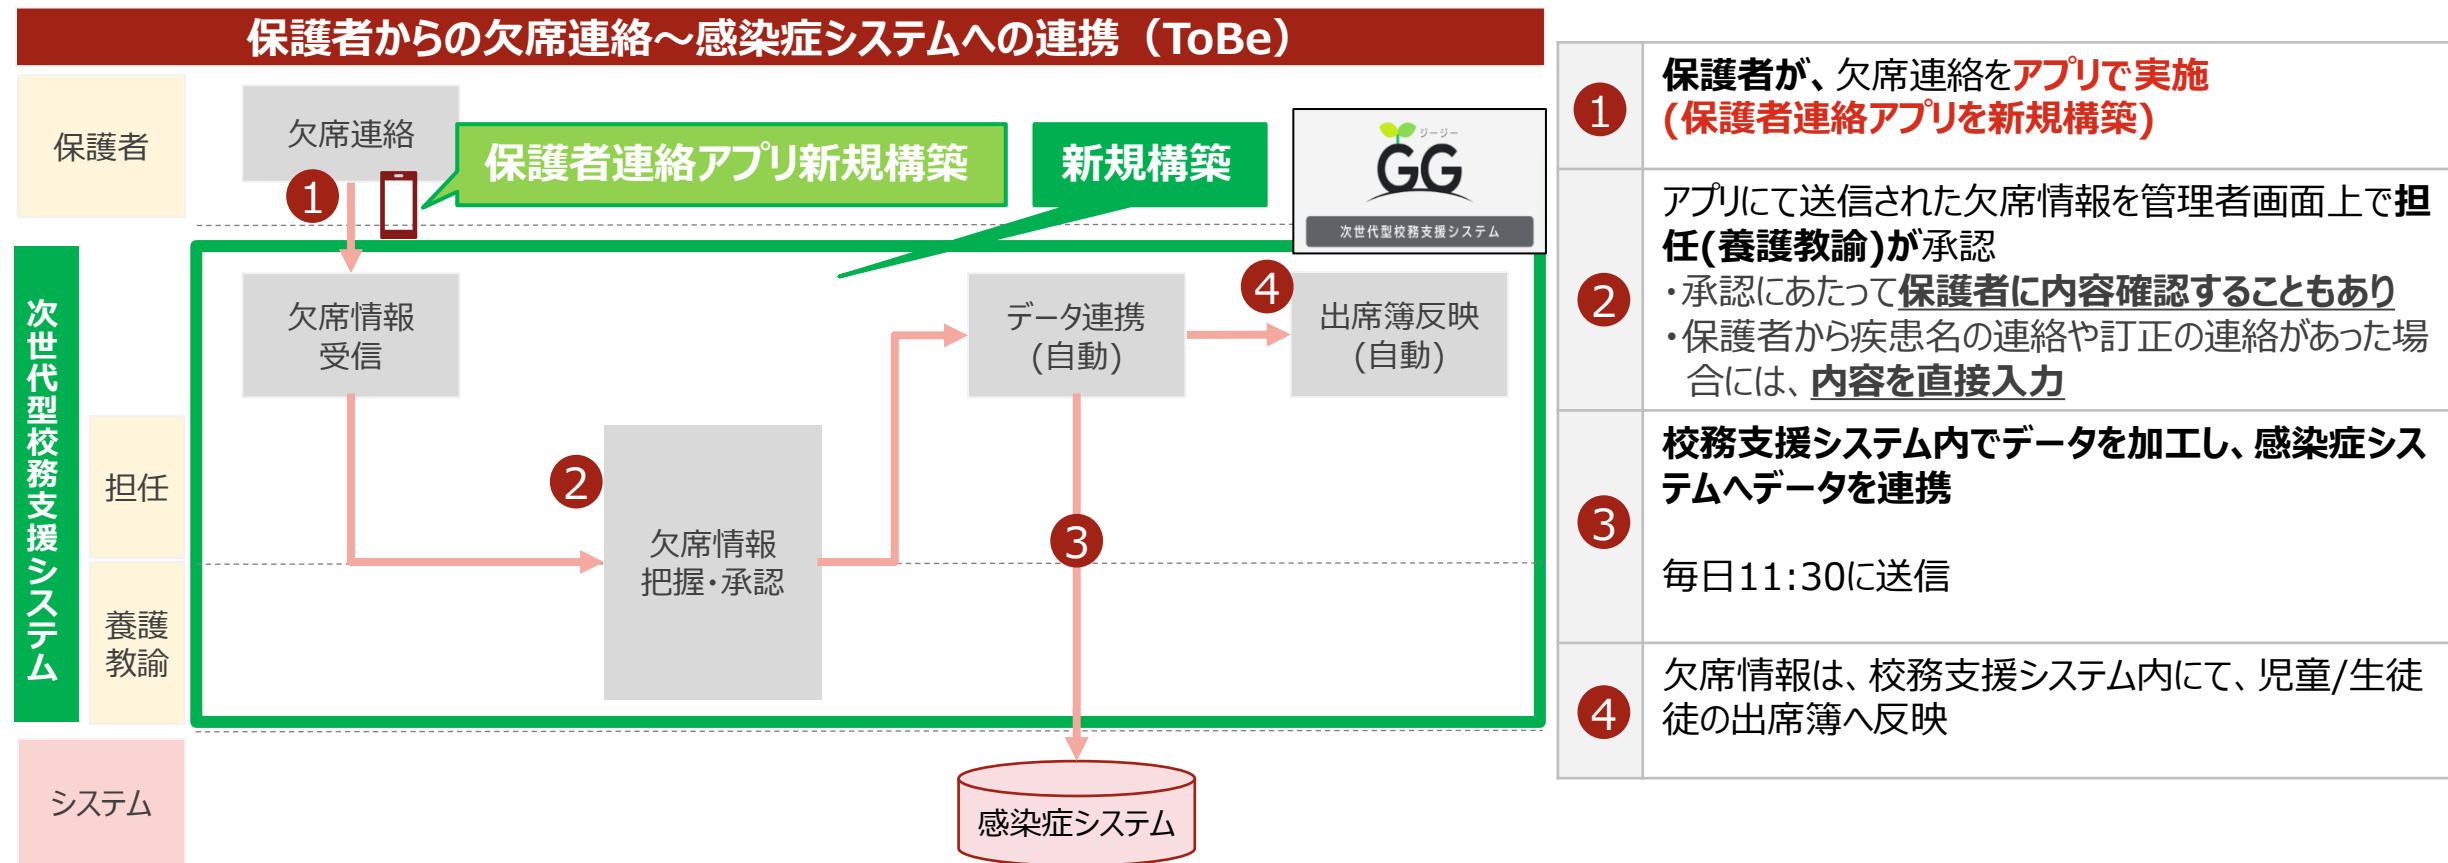 保護者からの欠席連絡～感染症システムへの連携（ToBe）
保護者
欠席連絡
1
保護者連絡アプリ新規構築
新規構築
ジージー
GG
次世代型校務支援システム
次世代型校務支援システム
担任
養護
教諭
欠席情報
受信
2
欠席情報
把握・承認
データ連携
(自動)
3
4
出席簿反映
(自動)
システム
感染症システム
1
保護者が、欠席連絡をアプリで実施
(保護者連絡アプリを新規構築)
2
アプリにて送信された欠席情報を管理者画面上で担
任(養護教諭)が承認
・承認にあたって保護者に内容確認することもあり
・保護者から疾患名の連絡や訂正の連絡があった場
合には、内容を直接入力
3
校務支援システム内でデータを加工し、感染症シス
テムへデータを連携
毎日11:30に送信
4
欠席情報は、校務支援システム内にて、児童/生徒
徒の出席簿へ反映